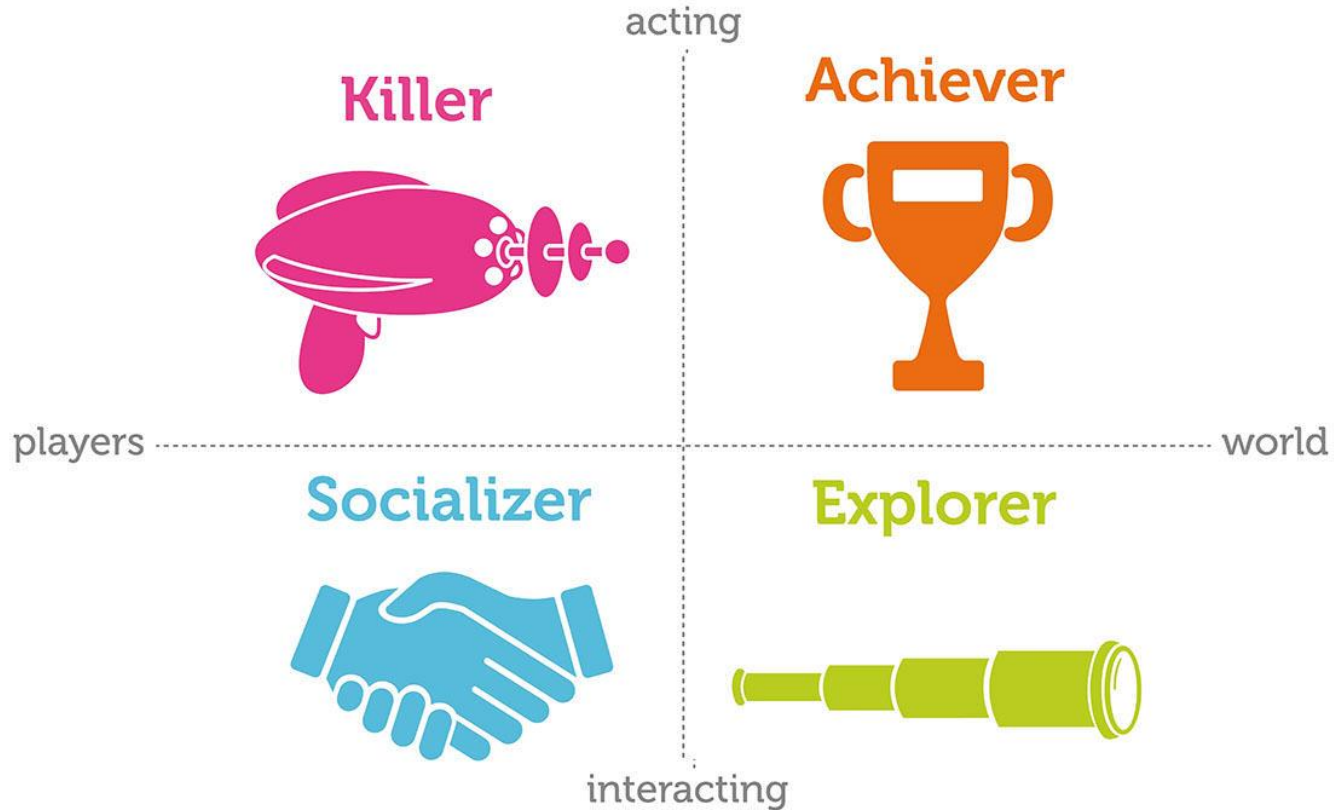 acting
Killer
Achiever
players
world
Socializer
Explorer
interacting